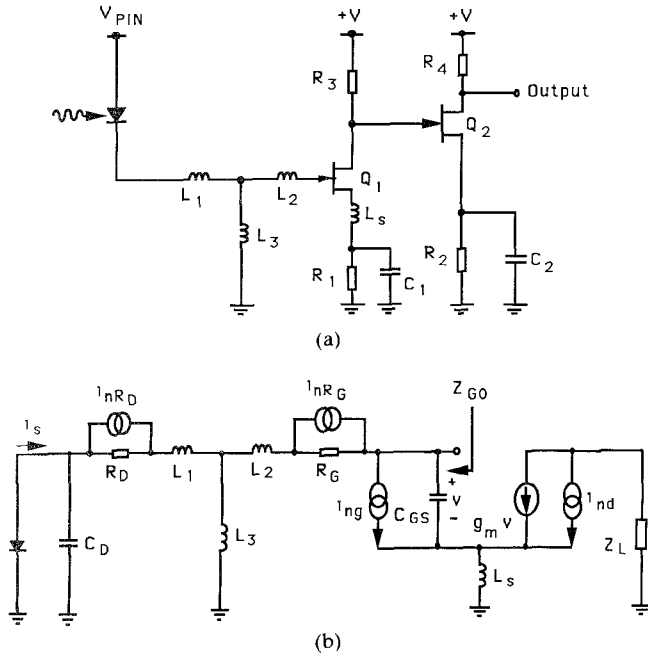 V_PIN
+V
+V
R_3
R_4
Output
Q_2
Q_1
L_1
L_2
L_3
L_s
R_1
C_1
R_2
C_2
(a)
i_nR_D
i_nR_G
Z_GO
i_s
R_D
L_1
L_2
R_G
+
i_ng
C_GS
v
-
g_m v
i_nd
Z_L
C_D
L_3
L_s
(b)